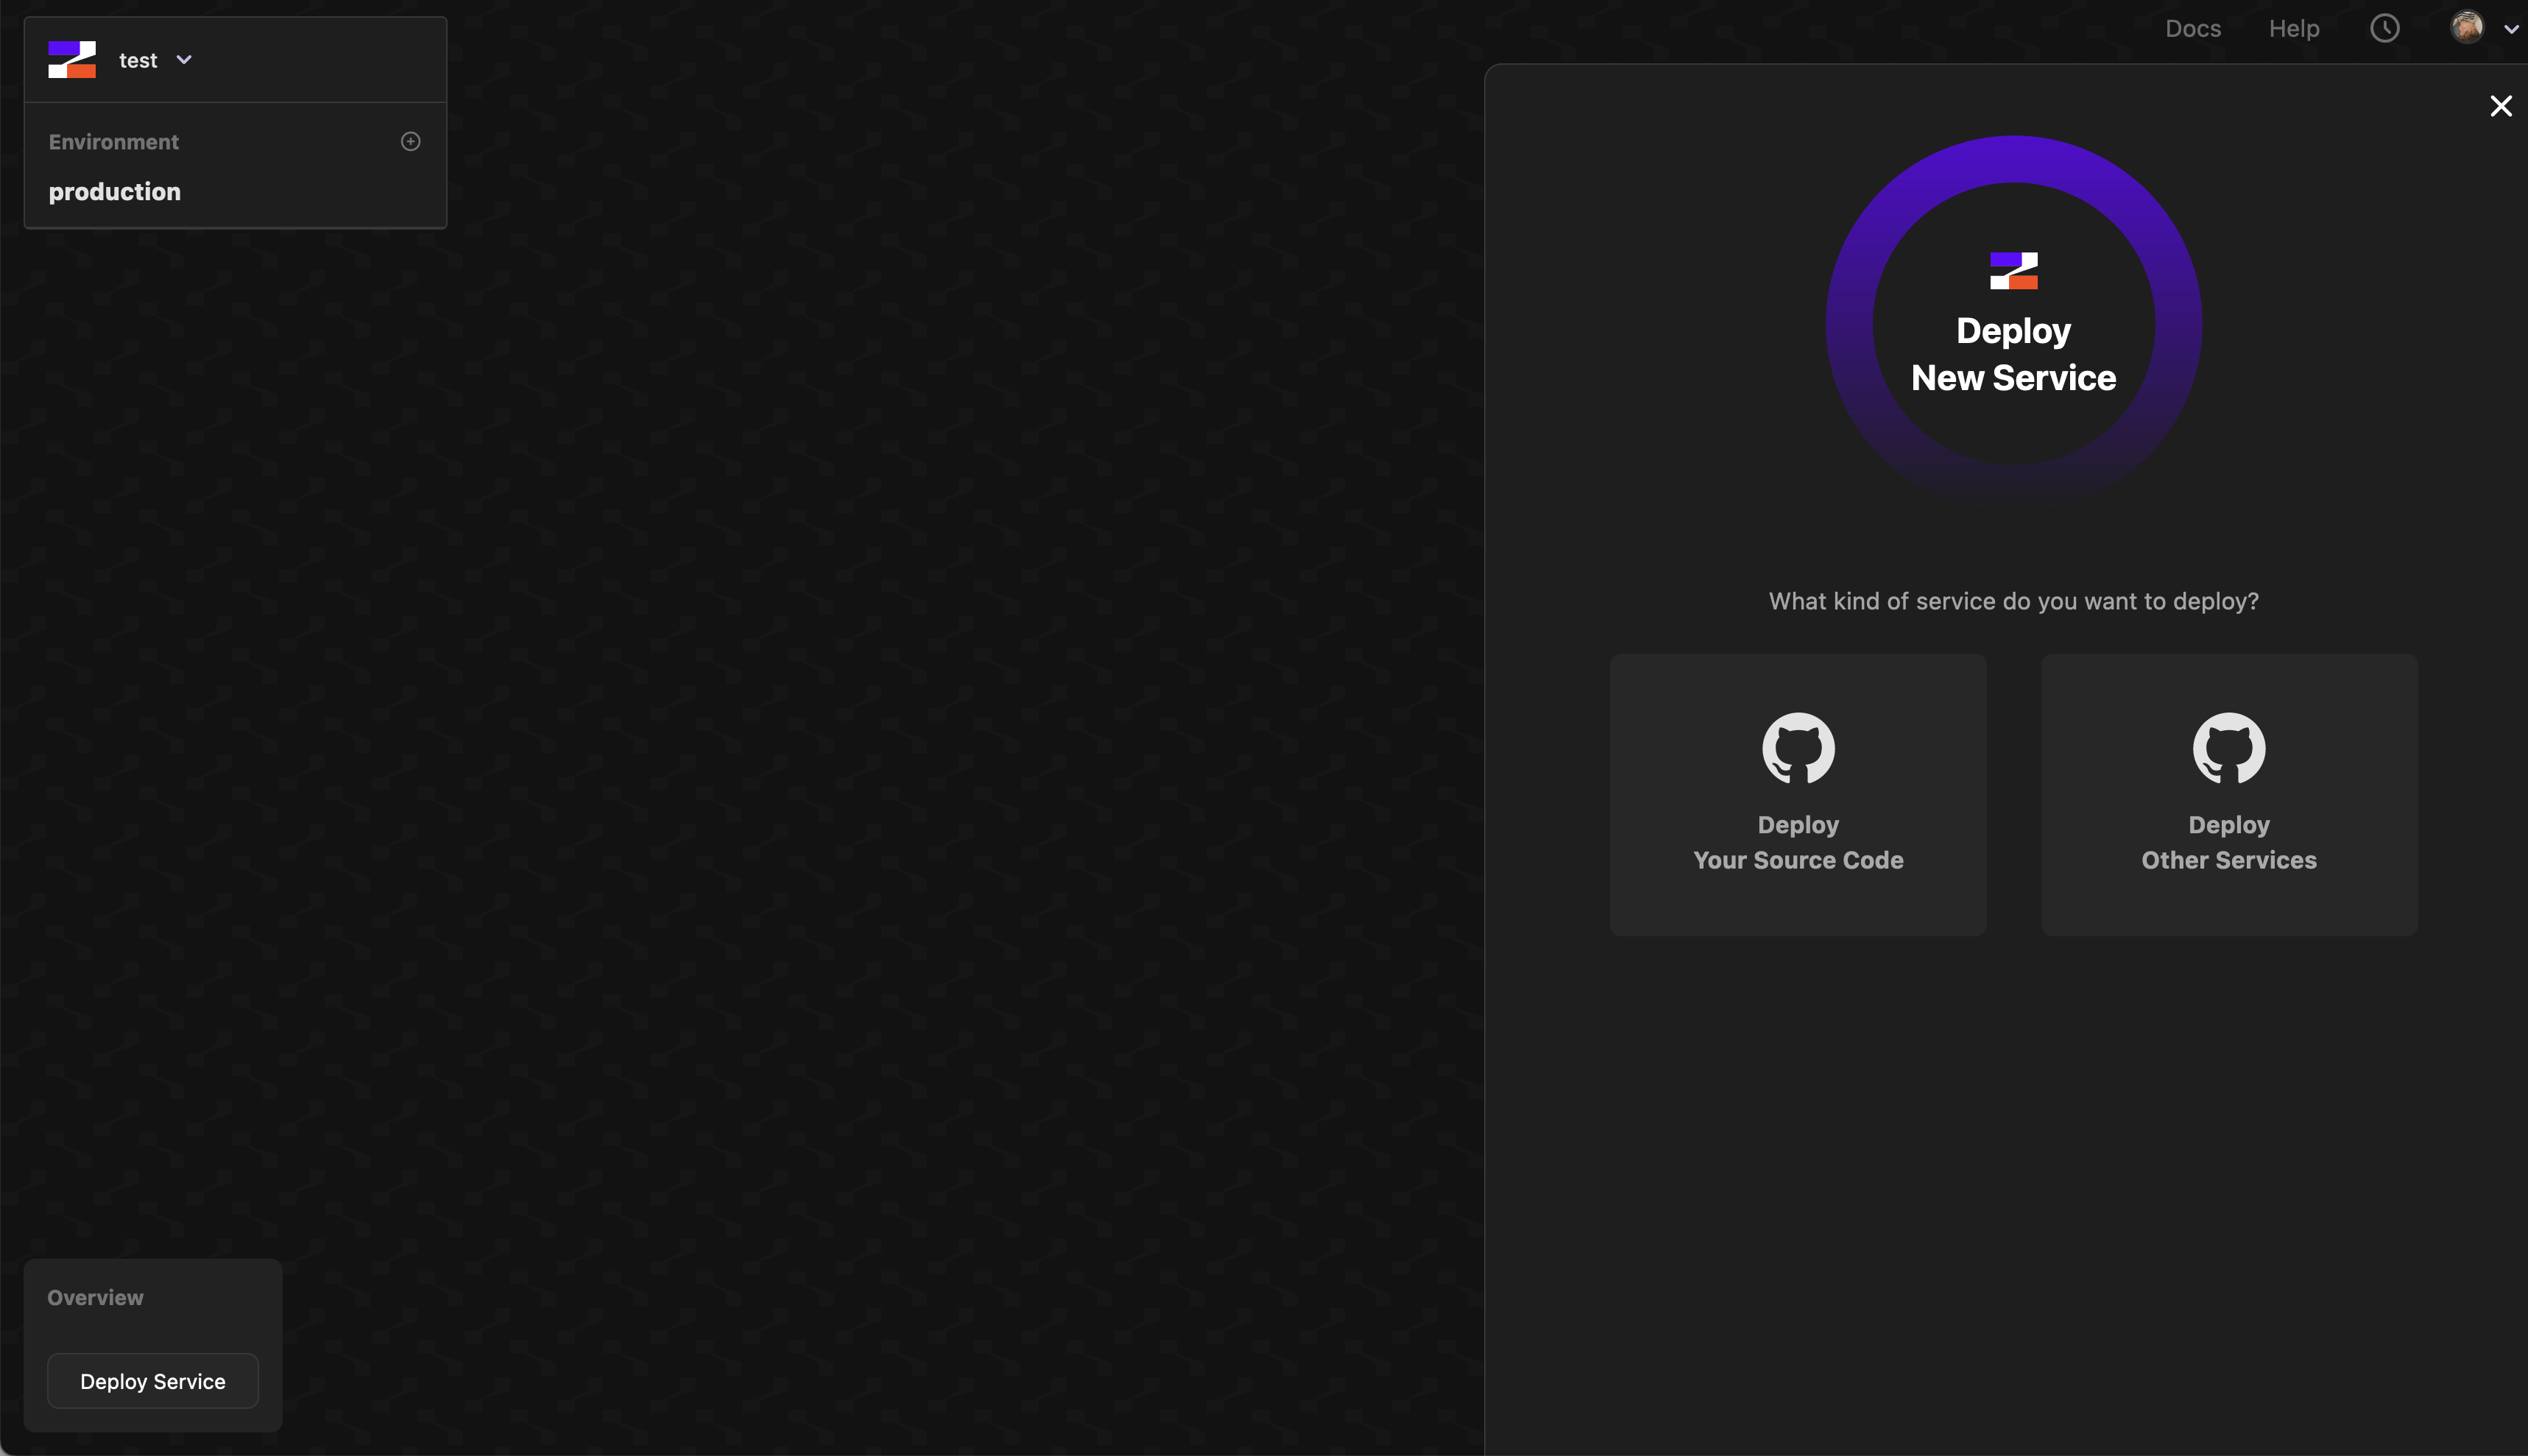 test
Docs
Help
Environment
production
Deploy
New Service
What kind of service do you want to deploy?
Deploy
Your Source Code
Deploy
Other Services
Overview
Deploy Service